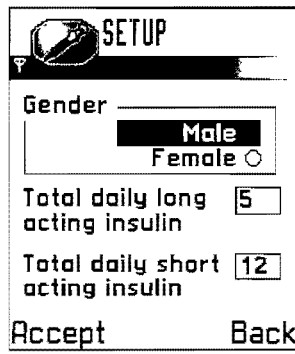 SETUP
Gender
Male
Female
Total daily long 5
acting insulin
Total daily short 12
acting insulin
Accept Back